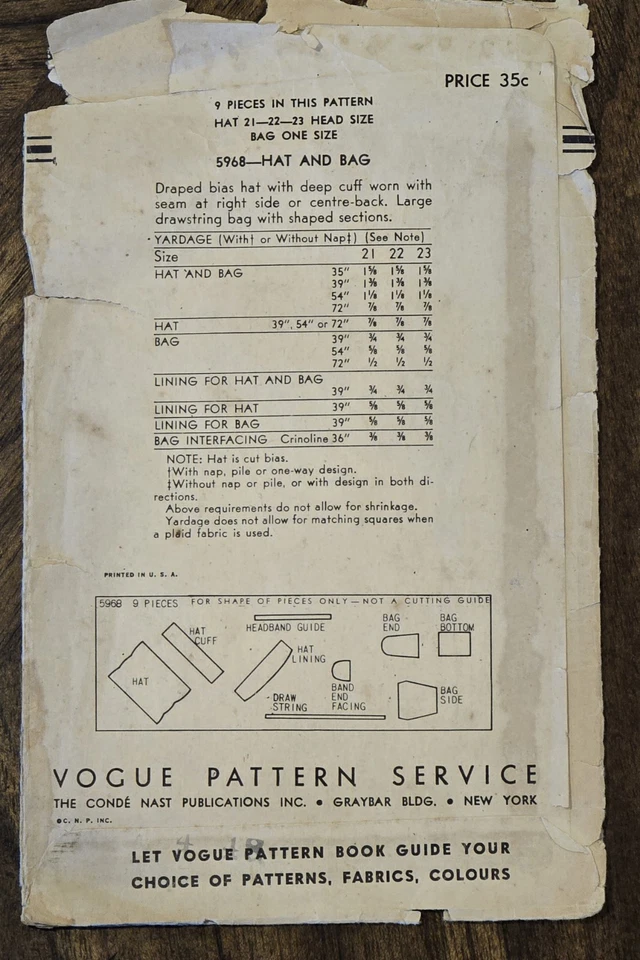 PRICE 35c
9 PIECES IN THIS PATTERN
HAT 21—22—23 HEAD SIZE
BAG ONE SIZE
5968—HAT AND BAG
Draped bias hat with deep cuff worn with
seam at right side or centre-back. Large
drawstring bag with shaped sections.
YARDAGE (With† or Without Nap‡) (See Note)
Size 21 22 23
HAT AND BAG 35" 1⅝ 1⅝ 1⅝
39" 1⅜ 1⅜ 1⅜
54" 1⅛ 1⅛ 1⅛
72" ⅞ ⅞ ⅞
HAT 39", 54" or 72" ⅞ ⅞ ⅞
BAG 39" ¾ ¾ ¾
54" ⅝ ⅝ ⅝
72" ½ ½ ½
LINING FOR HAT AND BAG
39" ¾ ¾ ¾
LINING FOR HAT 39" ⅝ ⅝ ⅝
LINING FOR BAG 39" ⅝ ⅝ ⅝
BAG INTERFACING Crinoline 36" ⅜ ⅜ ⅜
NOTE: Hat is cut bias.
†With nap, pile or one-way design.
‡Without nap or pile, or with design in both di-
rections.
Above requirements do not allow for shrinkage.
Yardage does not allow for matching squares when
a plaid fabric is used.
PRINTED IN U. S. A.
5968 9 PIECES FOR SHAPE OF PIECES ONLY—NOT A CUTTING GUIDE
HAT
HAT
CUFF
HEADBAND GUIDE
HAT
LINING
DRAW
STRING
BAND
END
FACING
BAG
END
BAG
BOTTOM
BAG
SIDE
VOGUE PATTERN SERVICE
THE CONDÉ NAST PUBLICATIONS INC. • GRAYBAR BLDG. • NEW YORK
©C. N. P. INC.
LET VOGUE PATTERN BOOK GUIDE YOUR
CHOICE OF PATTERNS, FABRICS, COLOURS